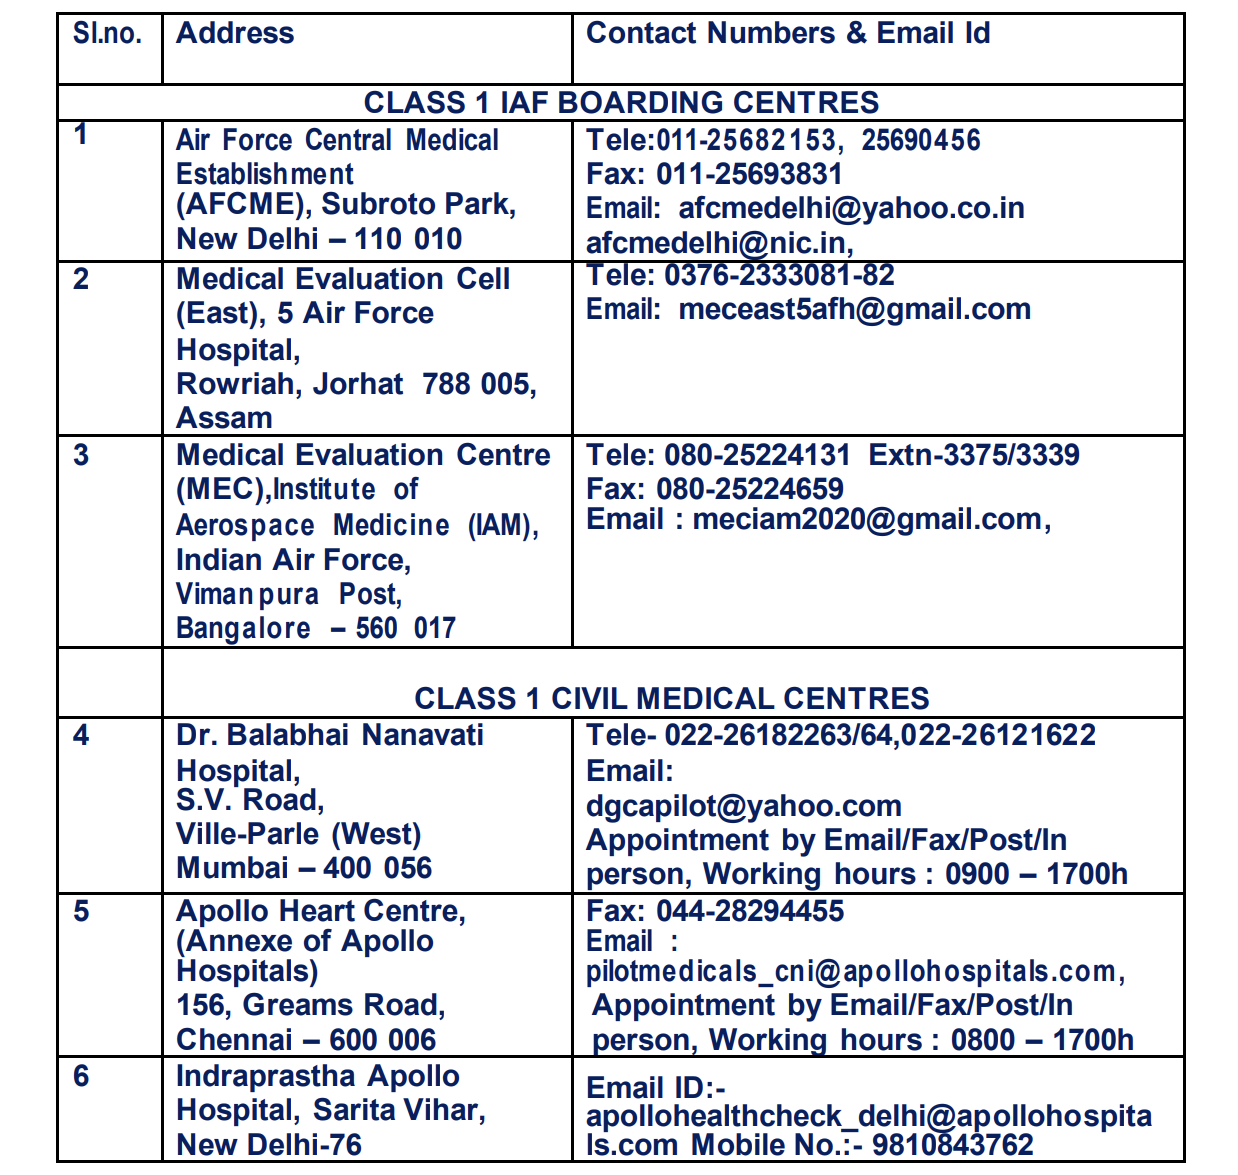 Sl.no. Address Contact Numbers & Email Id
CLASS 1 IAF BOARDING CENTRES
1
Air Force Central Medical
Establishment
(AFCME), Subroto Park,
New Delhi – 110 010
Tele:011-25682153, 25690456
Fax: 011-25693831
Email: afcmedelhi@yahoo.co.in
afcmedelhi@nic.in,
2
Medical Evaluation Cell
(East), 5 Air Force
Hospital,
Rowriah, Jorhat 788 005,
Assam
Tele: 0376-2333081-82
Email: meceast5afh@gmail.com
3
Medical Evaluation Centre
(MEC),Institute of
Aerospace Medicine (IAM),
Indian Air Force,
Vimanpura Post,
Bangalore – 560 017
Tele: 080-25224131 Extn-3375/3339
Fax: 080-25224659
Email : meciam2020@gmail.com,
CLASS 1 CIVIL MEDICAL CENTRES
4
Dr. Balabhai Nanavati
Hospital,
S.V. Road,
Ville-Parle (West)
Mumbai – 400 056
Tele- 022-26182263/64,022-26121622
Email:
dgcapilot@yahoo.com
Appointment by Email/Fax/Post/In
person, Working hours : 0900 – 1700h
5
Apollo Heart Centre,
(Annexe of Apollo
Hospitals)
156, Greams Road,
Chennai – 600 006
Fax: 044-28294455
Email :
pilotmedicals_cni@apollohospitals.com,
Appointment by Email/Fax/Post/In
person, Working hours : 0800 – 1700h
6
Indraprastha Apollo
Hospital, Sarita Vihar,
New Delhi-76
Email ID:-
apollohealthcheck_delhi@apollohospita
ls.com Mobile No.:- 9810843762